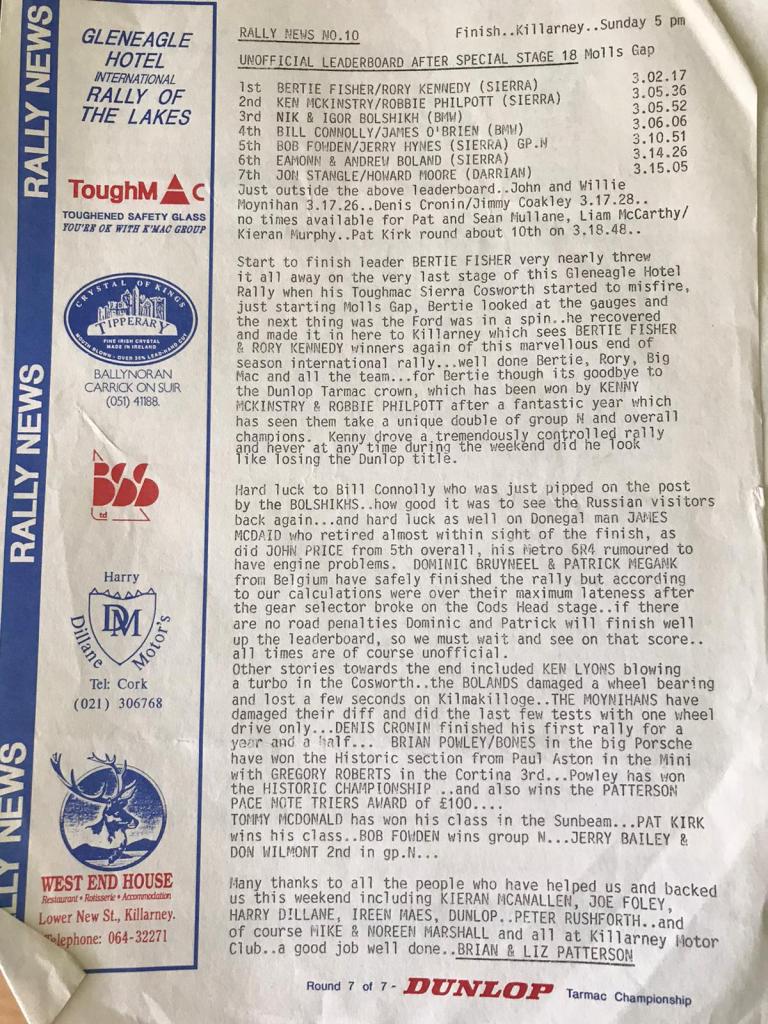 RALLY NEWS
RALLY NEWS
LLY NEWS
GLENEAGLE
HOTEL
INTERNATIONAL
RALLY OF
THE LAKES
ToughMAC
TOUGHENED SAFETY GLASS
YOU'RE OK WITH K'MAC GROUP
CRYSTAL OF KINGS
TIPPERARY
FINE IRISH CRYSTAL
MADE IN IRELAND
MOUTH BLOWN - OVER 30% LEAD - HAND CUT
BALLYNORAN
CARRICK ON SUIR
(051) 41188.
BSS
Ltd
Harry
DM
Dillane Motor's
Tel: Cork
(021) 306768
WEST END HOUSE
Restaurant • Rotisserie • Accommodation
Lower New St., Killarney.
Telephone: 064-32271
RALLY NEWS NO.10 Finish..Killarney..Sunday 5 pm
UNOFFICIAL LEADERBOARD AFTER SPECIAL STAGE 18 Molls Gap
1st BERTIE FISHER/RORY KENNEDY (SIERRA) 3.02.17
2nd KEN MCKINSTRY/ROBBIE PHILPOTT (SIERRA) 3.05.36
3rd NIK & IGOR BOLSHIKH (BMW) 3.05.52
4th BILL CONNOLLY/JAMES O'BRIEN (BMW) 3.06.06
5th BOB FOWDEN/JERRY HYNES (SIERRA) GP.N 3.10.51
6th EAMONN & ANDREW BOLAND (SIERRA) 3.14.26
7th JON STANGLE/HOWARD MOORE (DARRIAN) 3.15.05
Just outside the above leaderboard..John and Willie
Moynihan 3.17.26..Denis Cronin/Jimmy Coakley 3.17.28..
no times available for Pat and Sean Mullane, Liam McCarthy/
Kieran Murphy..Pat Kirk round about 10th on 3.18.48..
Start to finish leader BERTIE FISHER very nearly threw
it all away on the very last stage of this Gleneagle Hotel
Rally when his Toughmac Sierra Cosworth started to misfire,
just starting Molls Gap, Bertie looked at the gauges and
the next thing was the Ford was in a spin..he recovered
and made it in here to Killarney which sees BERTIE FISHER
& RORY KENNEDY winners again of this marvellous end of
season international rally...well done Bertie, Rory, Big
Mac and all the team...for Bertie though its goodbye to
the Dunlop Tarmac crown, which has been won by KENNY
MCKINSTRY & ROBBIE PHILPOTT after a fantastic year which
has seen them take a unique double of group N and overall
champions. Kenny drove a tremendously controlled rally
and never at any time during the weekend did he look
like losing the Dunlop title.
Hard luck to Bill Connolly who was just pipped on the post
by the BOLSHIKHS..how good it was to see the Russian visitors
back again...and hard luck as well on Donegal man JAMES
MCDAID who retired almost within sight of the finish, as
did JOHN PRICE from 5th overall, his Metro 6R4 rumoured to
have engine problems. DOMINIC BRUYNEEL & PATRICK MEGANK
from Belgium have safely finished the rally but according
to our calculations were over their maximum lateness after
the gear selector broke on the Cods Head stage..if there
are no road penalties Dominic and Patrick will finish well
up the leaderboard, so we must wait and see on that score..
all times are of course unofficial.
Other stories towards the end included KEN LYONS blowing
a turbo in the Cosworth..the BOLANDS damaged a wheel bearing
and lost a few seconds on Kilmakilloge..THE MOYNIHANS have
damaged their diff and did the last few tests with one wheel
drive only...DENIS CRONIN finished his first rally for a
year and a half... BRIAN POWLEY/BONES in the big Porsche
have won the Historic section from Paul Aston in the Mini
with GREGORY ROBERTS in the Cortina 3rd...Powley has won
the HISTORIC CHAMPIONSHIP ..and also wins the PATTERSON
PACE NOTE TRIERS AWARD of £100....
TOMMY MCDONALD has won his class in the Sunbeam...PAT KIRK
wins his class..BOB FOWDEN wins group N...JERRY BAILEY &
DON WILMONT 2nd in gp.N...
Many thanks to all the people who have helped us and backed
us this weekend including KIERAN MCANALLEN, JOE FOLEY,
HARRY DILLANE, IREEN MAES, DUNLOP..PETER RUSHFORTH..and
of course MIKE & NOREEN MARSHALL and all at Killarney Motor
Club..a good job well done..BRIAN & LIZ PATTERSON
Round 7 of 7 - DUNLOP Tarmac Championship